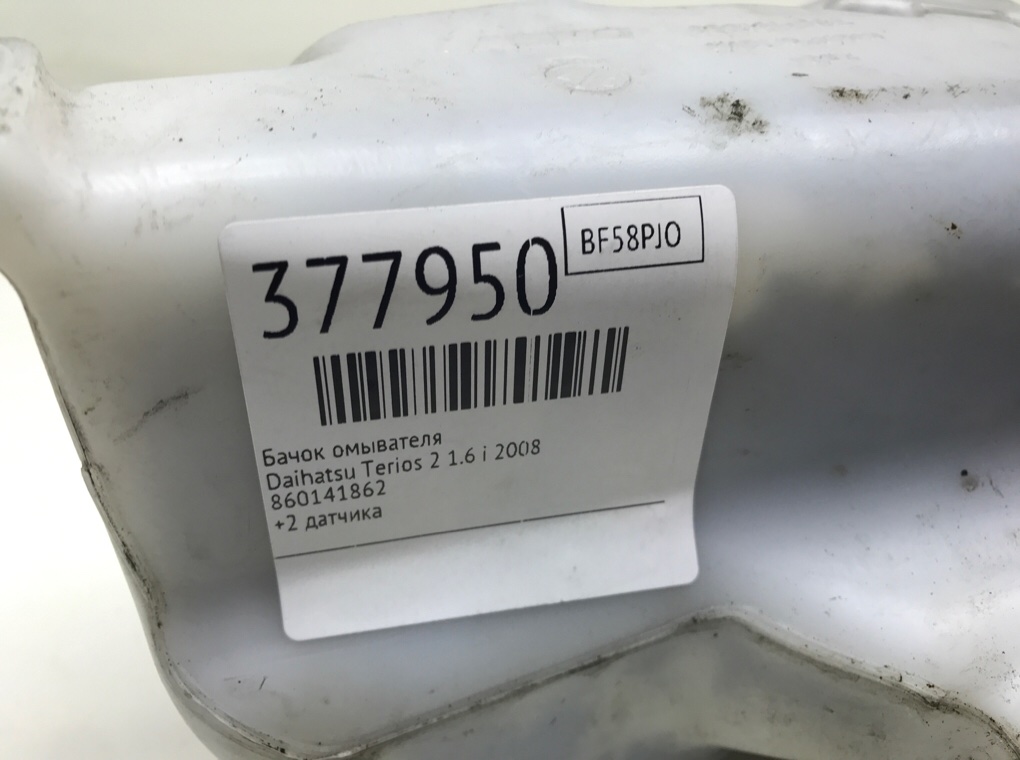 377950
BF58PJO
Бачок омывателя
Daihatsu Terios 2 1.6 i 2008
860141862
+2 датчика